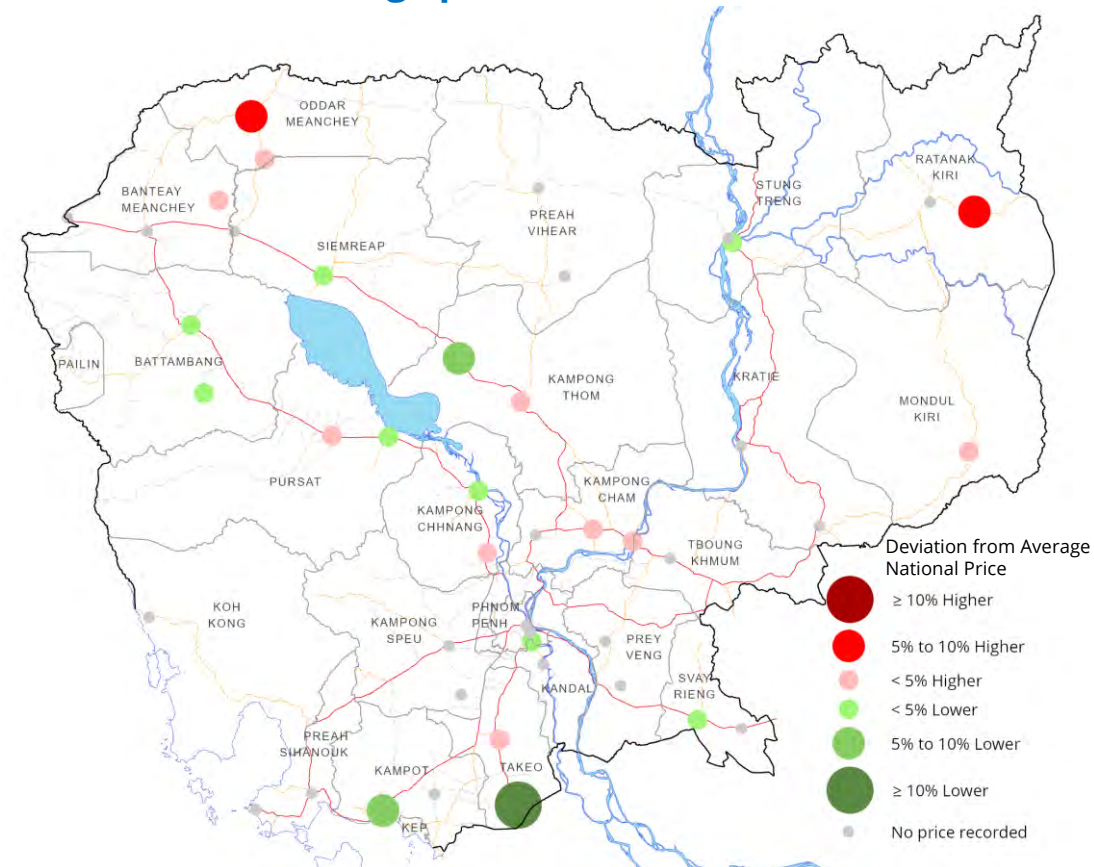 ODDAR
MEANCHEY
BANTEAY
MEANCHEY
RATANAK
KIRI
STUNG
TRENG
PREAH
VIHEAR
SIEMREAP
PAILIN
BATTAMBANG
KAMPONG
THOM
KRATIE
MONDUL
KIRI
PURSAT
KAMPONG
CHAM
KAMPONG
CHHNANG
TBOUNG
KHMUM
KOH
KONG
KAMPONG
SPEU
PHNOM
PENH
PREY
VENG
KANDAL
SVAY
RIENG
PREAH
SIHANOUK
KAMPOT
TAKEO
KEP
Deviation from Average
National Price
≥ 10% Higher
5% to 10% Higher
< 5% Higher
< 5% Lower
5% to 10% Lower
≥ 10% Lower
No price recorded